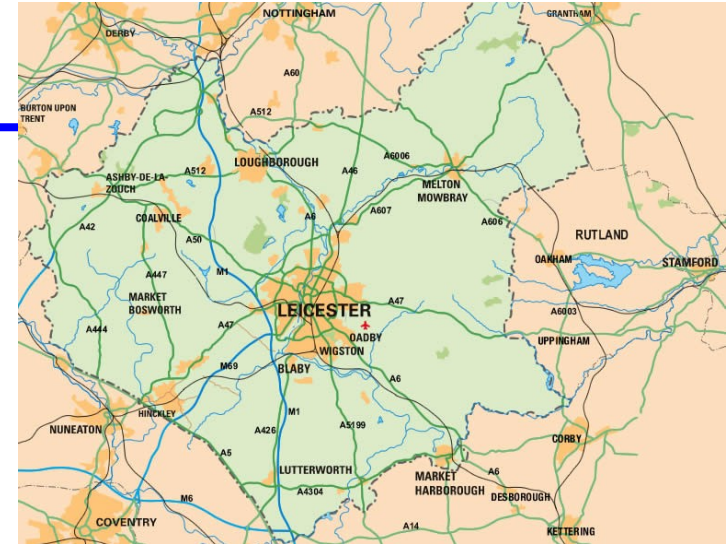 NOTTINGHAM
GRANTHAM
DERBY
A60
BURTON UPON
TRENT
A512
LOUGHBOROUGH
A46
A6006
ASHBY-DE-LA-
ZOUCH
A512
MELTON
MOWBRAY
COALVILLE
A6
A607
A606
A42
A50
RUTLAND
OAKHAM
STAMFORD
A447
M1
MARKET
BOSWORTH
LEICESTER
A47
A6003
A444
A47
OADBY
UPPINGHAM
WIGSTON
M69
BLABY
A6
HINCKLEY
M1
NUNEATON
A426
A5199
CORBY
A5
LUTTERWORTH
MARKET
HARBOROUGH
A6
DESBOROUGH
M6
A4304
COVENTRY
A14
KETTERING